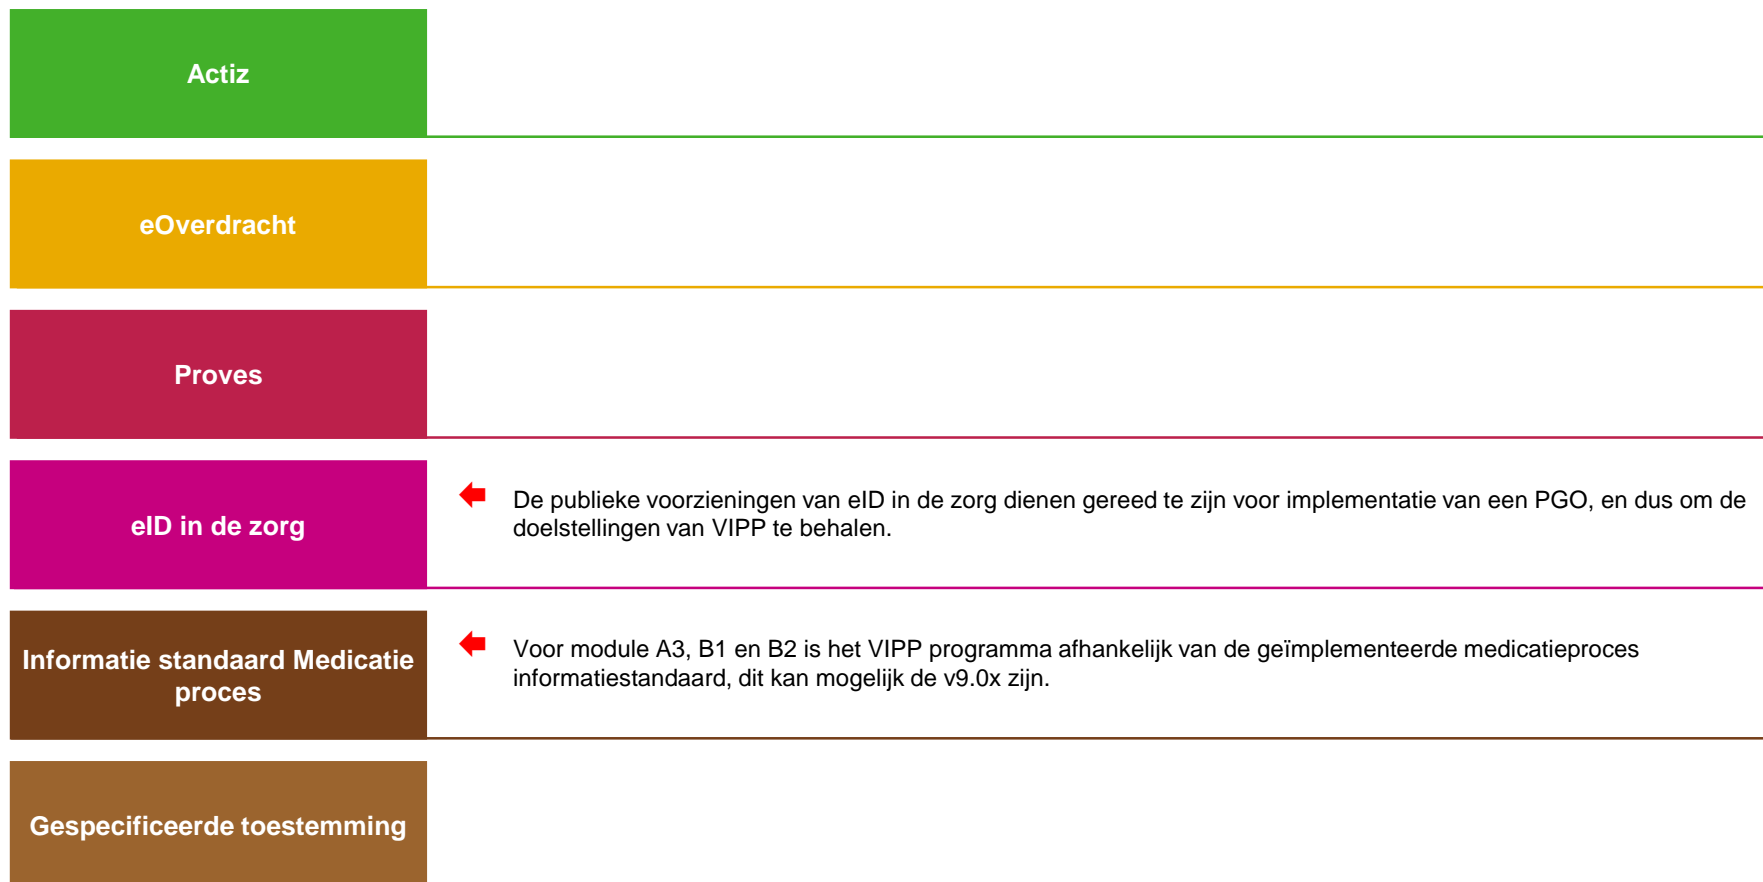 Actiz
eOverdracht
Proves
eID in de zorg
De publieke voorzieningen van eID in de zorg dienen gereed te zijn voor implementatie van een PGO, en dus om de
doelstellingen van VIPP te behalen.
Informatie standaard Medicatie
proces
Voor module A3, B1 en B2 is het VIPP programma afhankelijk van de geïmplementeerde medicatieproces
informatiestandaard, dit kan mogelijk de v9.0x zijn.
Gespecificeerde toestemming